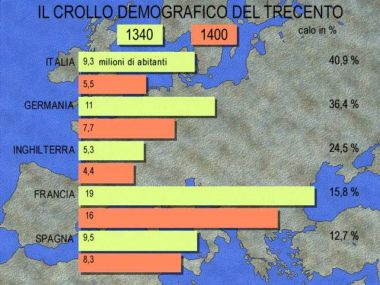 IL CROLLO DEMOGRAFICO DEL TRECENTO
1340 1400 calo in %
ITALIA 9,3 milioni di abitanti 40,9 %
5,5
GERMANIA 11 36,4 %
7,7
INGHILTERRA 5,3 24,5 %
4,4
FRANCIA 19 15,8 %
16
SPAGNA 9,5 12,7 %
8,3